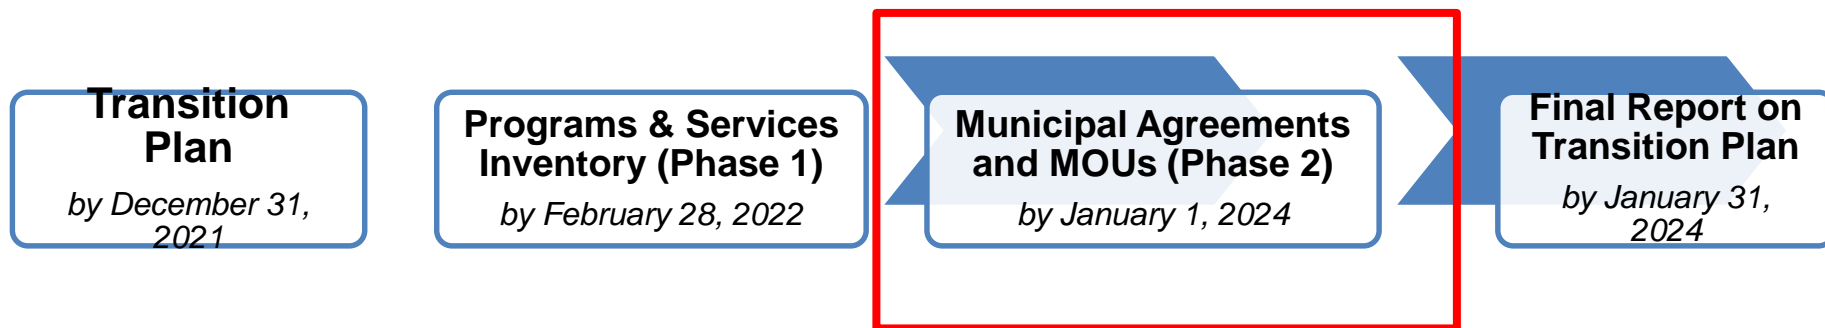 Transition
Plan
by December 31,
2021
Programs & Services
Inventory (Phase 1)
by February 28, 2022
Municipal Agreements
and MOUs (Phase 2)
by January 1, 2024
Final Report on
Transition Plan
by January 31,
2024